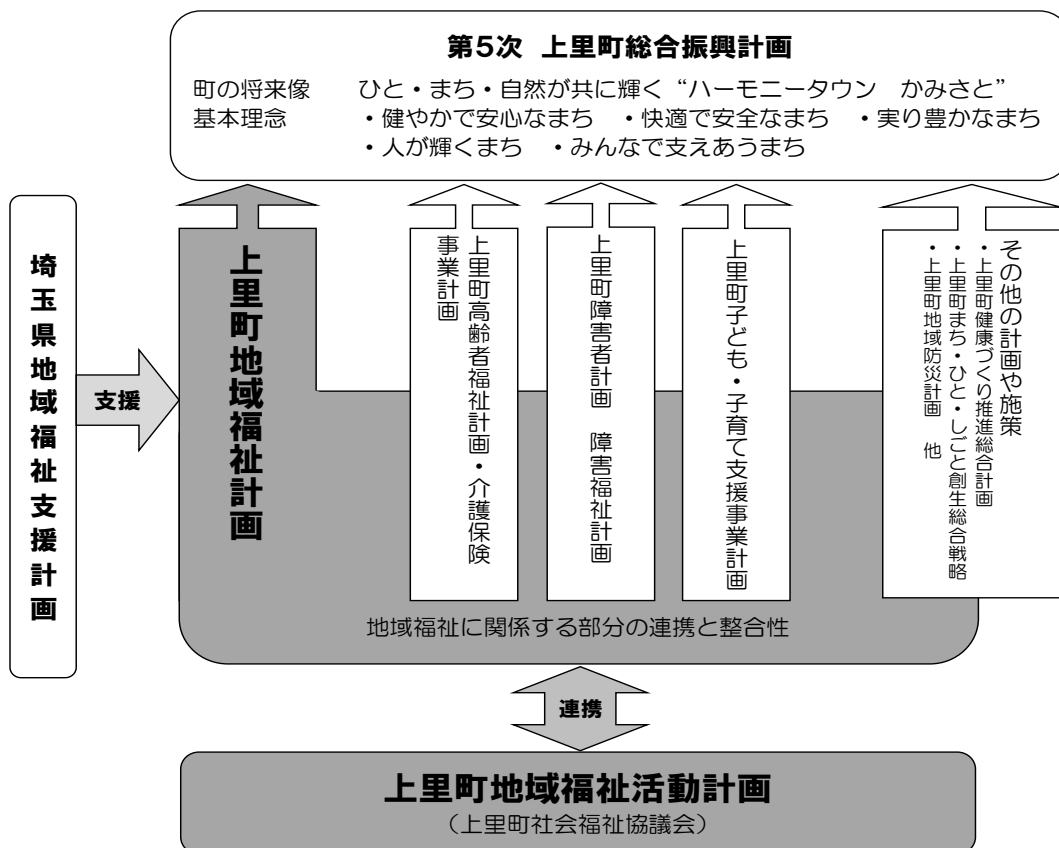 第5次 上里町総合振興計画
町の将来像 ひと・まち・自然が共に輝く“ハーモニータウン かみさと”
基本理念 ・健やかで安心なまち ・快適で安全なまち ・実り豊かなまち
・人が輝くまち ・みんなで支えあうまち
埼玉県地域福祉支援計画
支援
上里町地域福祉計画
上里町高齢者福祉計画・介護保険
事業計画
上里町障害者計画 障害福祉計画
上里町子ども・子育て支援事業計画
その他の計画や施策
・上里町健康づくり推進総合計画
・上里町まち・ひと・しごと創生総合戦略
・上里町地域防災計画 他
地域福祉に関係する部分の連携と整合性
連携
上里町地域福祉活動計画
（上里町社会福祉協議会）